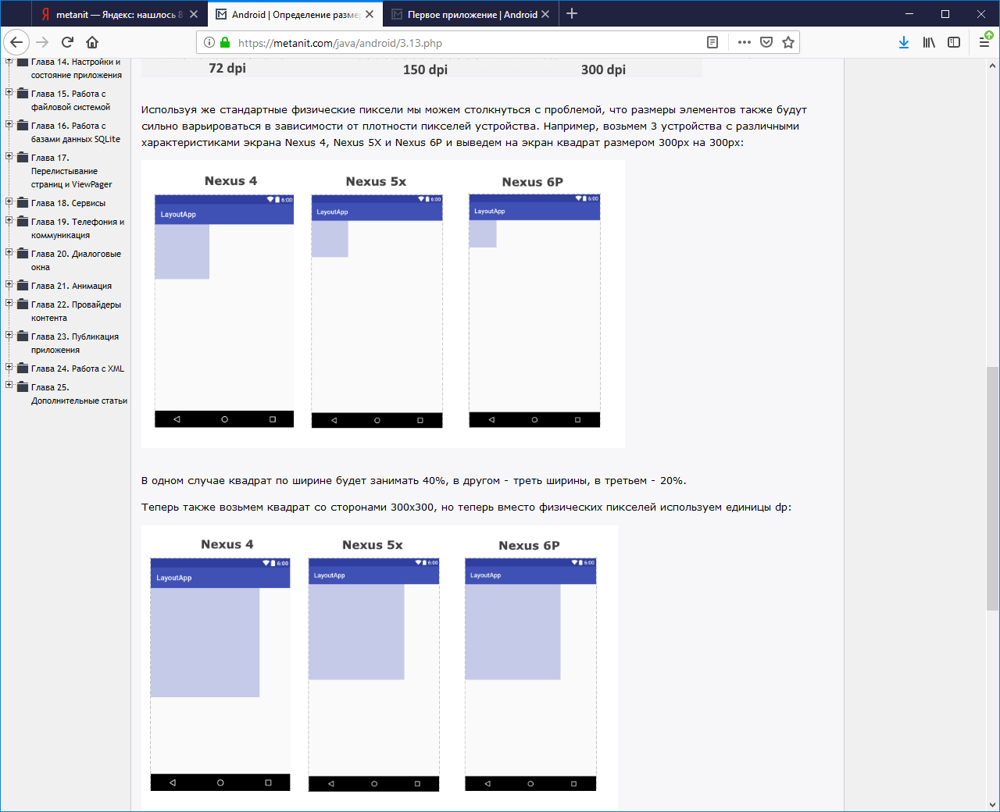 metanit — Яндекс: нашлось 8
Android | Определение разме
Первое приложение | Android
https://metanit.com/java/android/3.13.php
Глава 14. Настройки и
состояние приложения
Глава 15. Работа с
файловой системой
Глава 16. Работа с
базами данных SQLite
Глава 17.
Перелистывание
страниц и ViewPager
Глава 18. Сервисы
Глава 19. Телефония и
коммуникация
Глава 20. Диалоговые
окна
Глава 21. Анимация
Глава 22. Провайдеры
контента
Глава 23. Публикация
приложения
Глава 24. Работа с XML
Глава 25.
Дополнительные статьи
72 dpi
150 dpi
300 dpi
Используя же стандартные физические пиксели мы можем столкнуться с проблемой, что размеры элементов также будут
сильно варьироваться в зависимости от плотности пикселей устройства. Например, возьмем 3 устройства с различными
характеристиками экрана Nexus 4, Nexus 5X и Nexus 6P и выведем на экран квадрат размером 300px на 300px:
Nexus 4
Nexus 5x
Nexus 6P
6:00
6:00
6:00
LayoutApp
LayoutApp
LayoutApp
В одном случае квадрат по ширине будет занимать 40%, в другом - треть ширины, в третьем - 20%.
Теперь также возьмем квадрат со сторонами 300x300, но теперь вместо физических пикселей используем единицы dp:
Nexus 4
Nexus 5x
Nexus 6P
6:00
6:00
6:00
LayoutApp
LayoutApp
LayoutApp